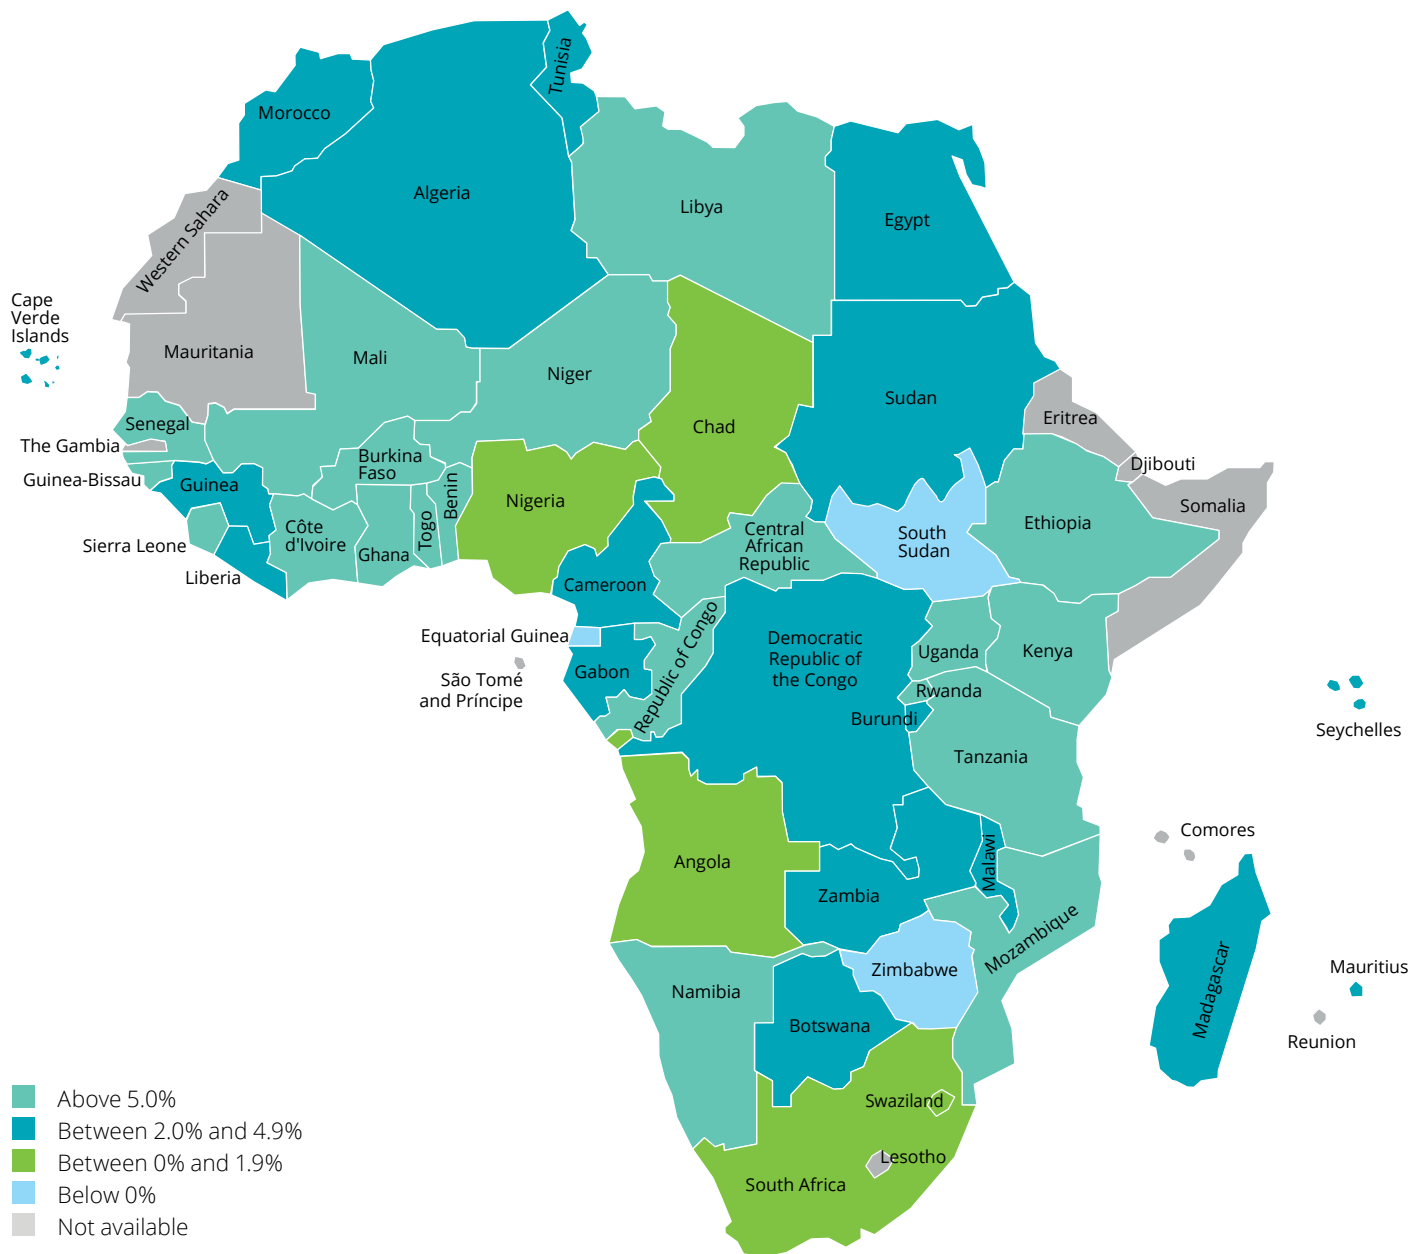 Tunisia
Morocco
Algeria
Libya
Egypt
Western Sahara
Cape
Verde
Islands
Mauritania
Mali
Niger
Chad
Sudan
Eritrea
Senegal
The Gambia
Guinea-Bissau
Guinea
Burkina
Faso
Benin
Nigeria
Djibouti
Somalia
Sierra Leone
Liberia
Côte
d'Ivoire
Ghana
Togo
Central
African
Republic
South
Sudan
Ethiopia
Cameroon
Equatorial Guinea
São Tomé
and Príncipe
Gabon
Republic of Congo
Democratic
Republic of
the Congo
Uganda
Kenya
Rwanda
Burundi
Tanzania
Seychelles
Comores
Angola
Zambia
Malawi
Mozambique
Zimbabwe
Namibia
Botswana
Madagascar
Mauritius
Reunion
Swaziland
Lesotho
South Africa
Above 5.0%
Between 2.0% and 4.9%
Between 0% and 1.9%
Below 0%
Not available